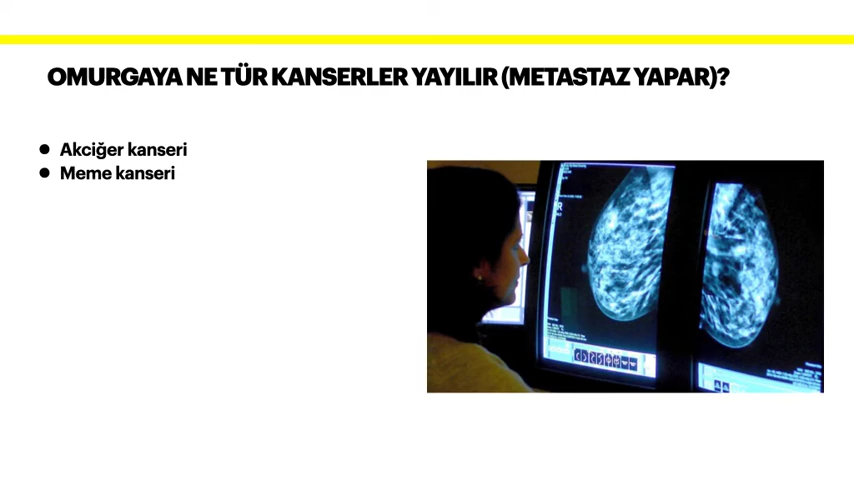 OMURGAYA NE TÜR KANSERLER YAYILIR (METASTAZ YAPAR)?
● Akciğer kanseri
● Meme kanseri